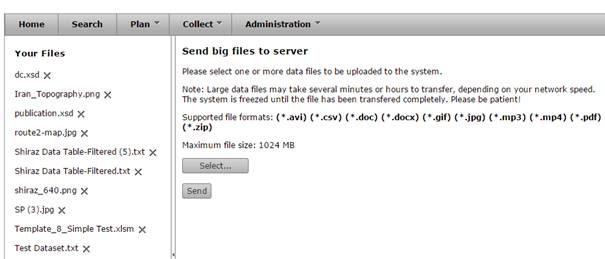 Home
Search
Plan
Collect
Administration
Your Files
dc.xsd
Iran_Topography.png
publication.xsd
route2-map.jpg
Shiraz Data Table-Filtered (5).txt
Shiraz Data Table-Filtered.txt
shiraz_640.png
SP (3).jpg
Template_8_Simple Test.xlsm
Test Dataset.txt
Send big files to server
Please select one or more data files to be uploaded to the system.
Note: Large data files may take several minutes or hours to transfer, depending on your network speed.
The system is freezed until the file has been transfered completely. Please be patient!
Supported file formats: (*.avi) (*.csv) (*.doc) (*.docx) (*.gif) (*.jpg) (*.mp3) (*.mp4) (*.pdf)
(*.zip)
Maximum file size: 1024 MB
Select...
Send